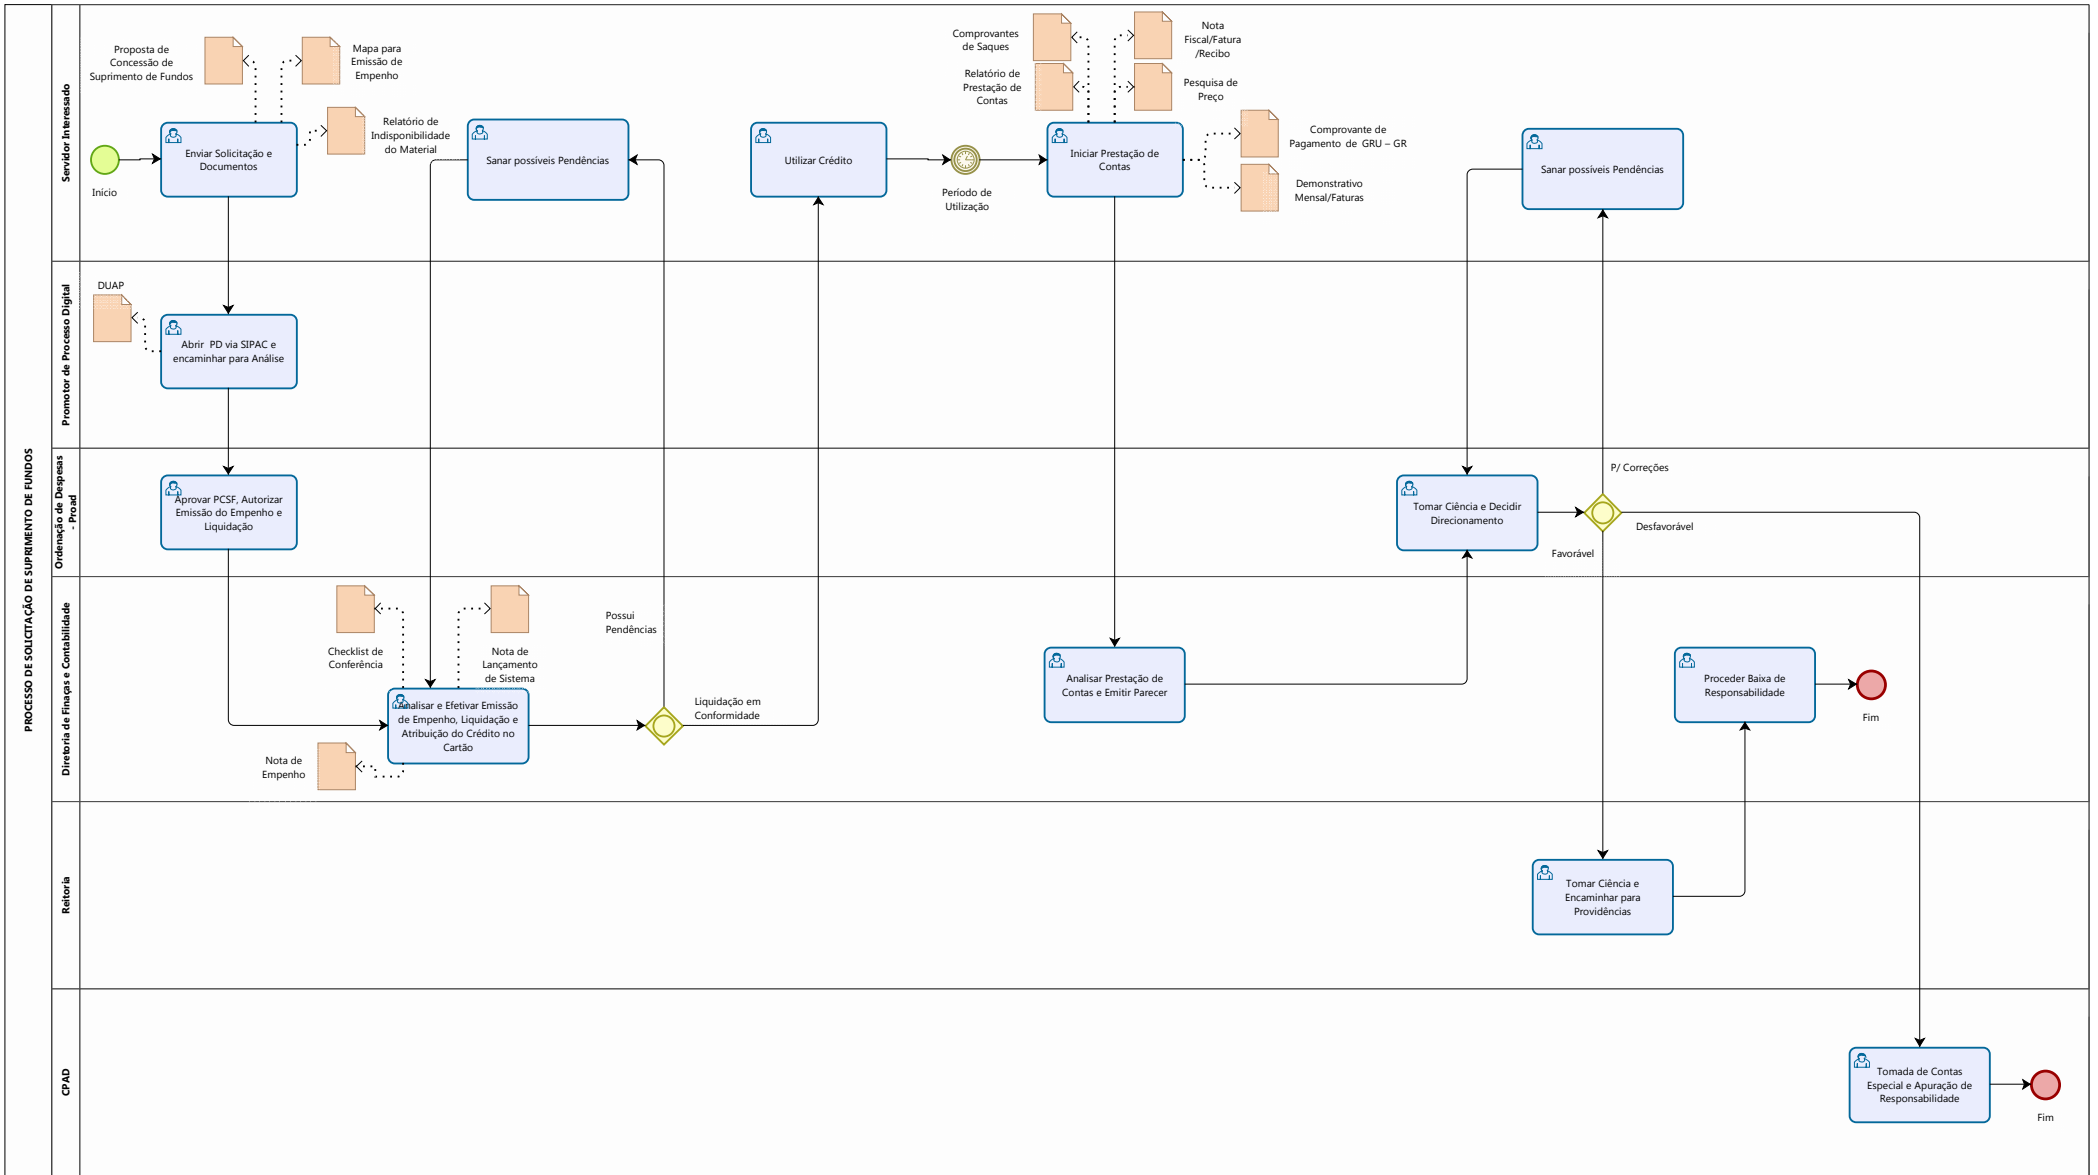 PROCESSO DE SOLICITAÇÃO DE SUPRIMENTO DE FUNDOS
Servidor Interessado
Proposta de
Concessão de
Suprimento de Fundos
Mapa para
Emissão de
Empenho
Relatório de
Indisponibilidade
do Material
Início
Enviar Solicitação e
Documentos
Sanar possíveis Pendências
Utilizar Crédito
Período de
Utilização
Comprovantes
de Saques
Relatório de
Prestação de
Contas
Nota
Fiscal/Fatura
/Recibo
Pesquisa de
Preço
Iniciar Prestação de
Contas
Comprovante de
Pagamento de GRU – GR
Demonstrativo
Mensal/Faturas
Sanar possíveis Pendências
Promotor de Processo Digital
DUAP
Abrir PD via SIPAC e
encaminhar para Análise
Ordenação de Despesas
- Proad
Aprovar PCSF, Autorizar
Emissão do Empenho e
Liquidação
Tomar Ciência e Decidir
Direcionamento
P/ Correções
Desfavorável
Favorável
Diretoria de Finaças e Contabilidade
Checklist de
Conferência
Nota de
Lançamento
de Sistema
Analisar e Efetivar Emissão
de Empenho, Liquidação e
Atribuição do Crédito no
Cartão
Nota de
Empenho
Possui
Pendências
Liquidação em
Conformidade
Analisar Prestação de
Contas e Emitir Parecer
Proceder Baixa de
Responsabilidade
Fim
Reitoria
Tomar Ciência e
Encaminhar para
Providências
CPAD
Tomada de Contas
Especial e Apuração de
Responsabilidade
Fim